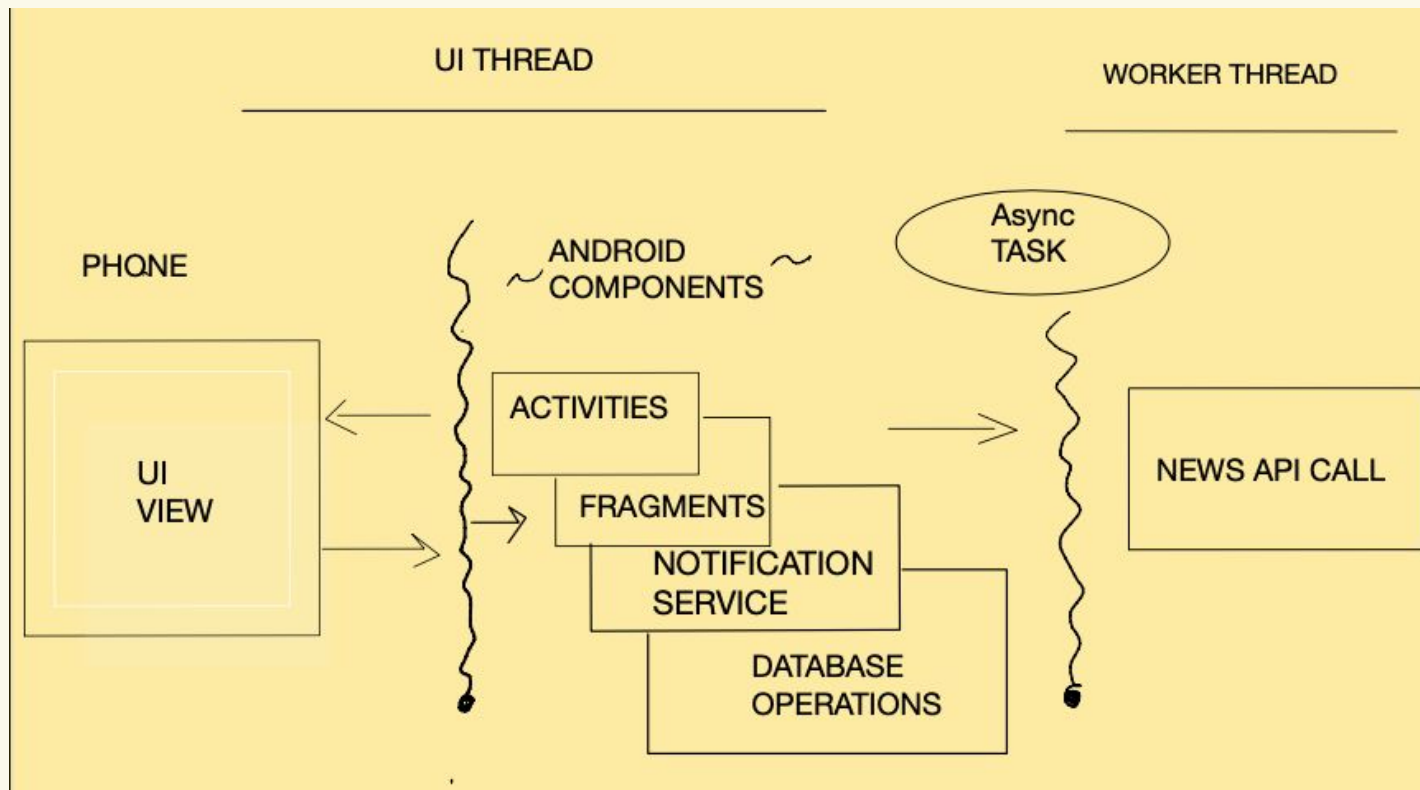 UI THREAD
WORKER THREAD
PHONE
ANDROID
COMPONENTS
Async
TASK
UI
VIEW
ACTIVITIES
FRAGMENTS
NOTIFICATION
SERVICE
DATABASE
OPERATIONS
NEWS API CALL